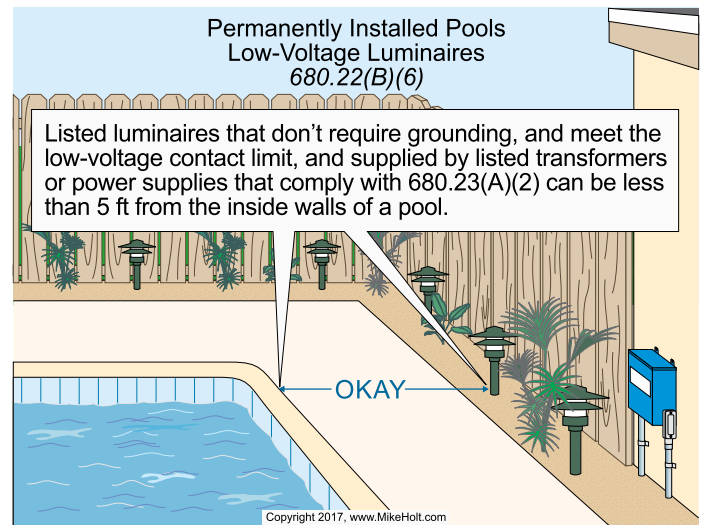 Permanently Installed Pools
Low-Voltage Luminaires
680.22(B)(6)
Listed luminaires that don't require grounding, and meet the
low-voltage contact limit, and supplied by listed transformers
or power supplies that comply with 680.23(A)(2) can be less
than 5 ft from the inside walls of a pool.
OKAY
Copyright 2017, www.MikeHolt.com